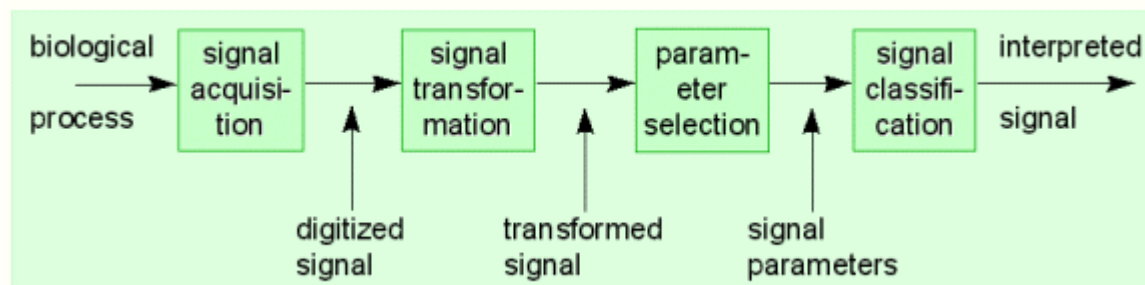 biological
process
signal
acquisi-
tion
signal
transfor-
mation
param-
eter
selection
signal
classifi-
cation
interpreted
signal
digitized
signal
transformed
signal
signal
parameters